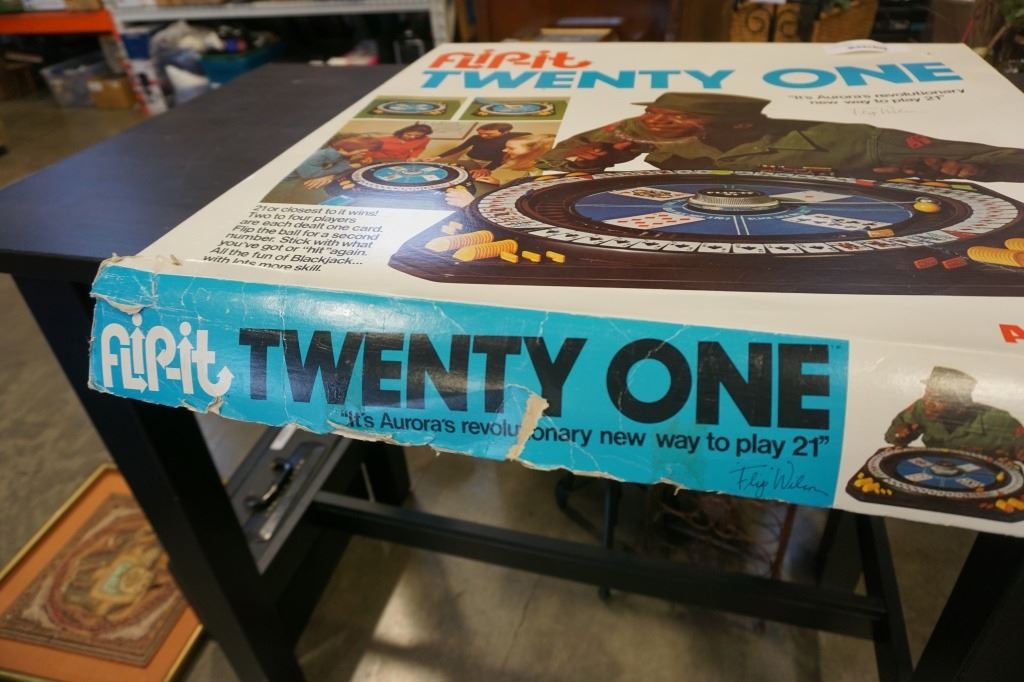 FLiP-it
TWENTY ONE
"It's Aurora's revolutionary
new way to play 21"
Flip Wilson
21 or closest to it wins!
Two to four players
are each dealt one card.
Flip the ball for a second
number. Stick with what
you've got or "hit" again.
All the fun of Blackjack...
with lots more skill.
FLiP-it TWENTY ONE
"It's Aurora's revolu onary new way to play 21"
Flip Wilson